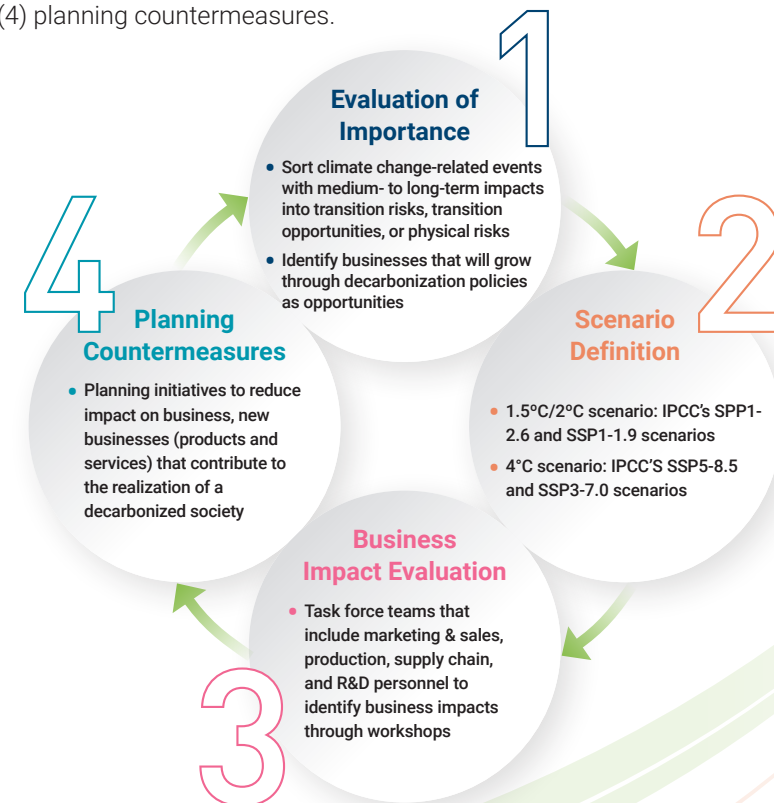 (4) planning countermeasures.
1
Evaluation of
Importance
• Sort climate change-related events
with medium- to long-term impacts
into transition risks, transition
opportunities, or physical risks
• Identify businesses that will grow
through decarbonization policies
as opportunities
2
Scenario
Definition
• 1.5ºC/2ºC scenario: IPCC’s SPP1-
2.6 and SSP1-1.9 scenarios
• 4°C scenario: IPCC’S SSP5-8.5
and SSP3-7.0 scenarios
3
Business
Impact Evaluation
• Task force teams that
include marketing & sales,
production, supply chain,
and R&D personnel to
identify business impacts
through workshops
4
Planning
Countermeasures
• Planning initiatives to reduce
impact on business, new
businesses (products and
services) that contribute to
the realization of a
decarbonized society